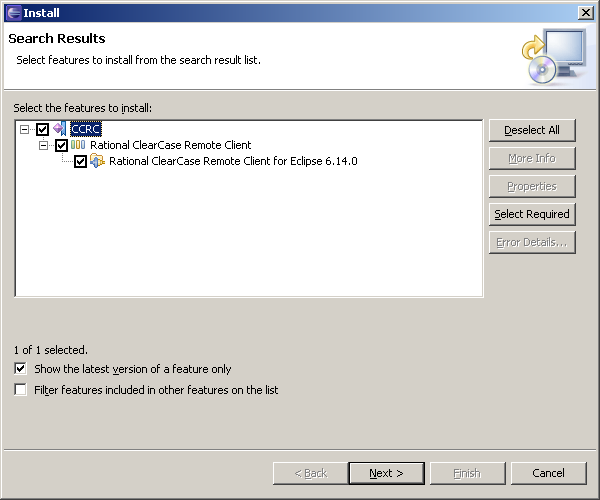 Install
Search Results
Select features to install from the search result list.
Select the features to install:
CCRC
Rational ClearCase Remote Client
Rational ClearCase Remote Client for Eclipse 6.14.0
Deselect All
More Info
Properties
Select Required
Error Details...
1 of 1 selected.
Show the latest version of a feature only
Filter features included in other features on the list
< Back
Next >
Finish
Cancel